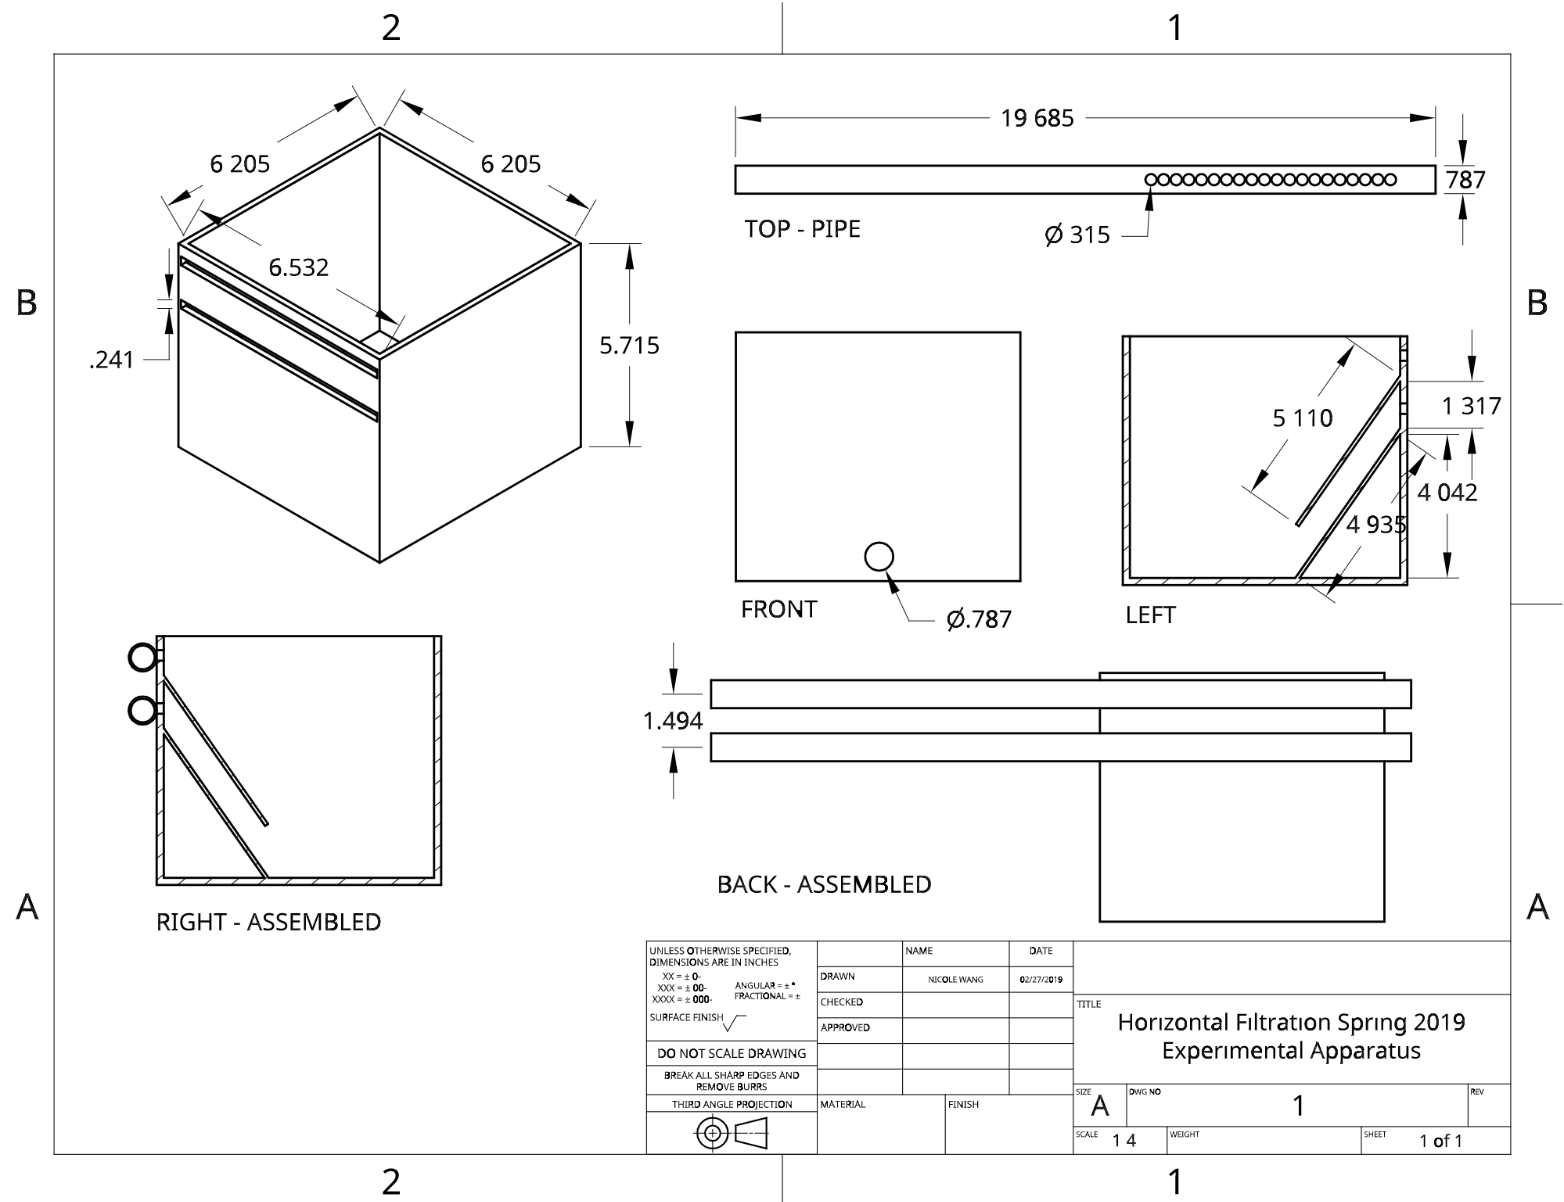 2
1
6 205
6 205
6.532
.241
5.715
B
19 685
787
TOP - PIPE
Ø 315
B
5 110
1 317
4 042
4 935
FRONT
Ø.787
LEFT
1.494
A
A
RIGHT - ASSEMBLED
BACK - ASSEMBLED
UNLESS OTHERWISE SPECIFIED,
DIMENSIONS ARE IN INCHES
XX = ± 0-
XXX = ± 00-
XXXX = ± 000-
ANGULAR = ± °
FRACTIONAL = ±
SURFACE FINISH
DO NOT SCALE DRAWING
BREAK ALL SHARP EDGES AND
REMOVE BURRS
THIRD ANGLE PROJECTION
NAME
DATE
DRAWN
NICOLE WANG
02/27/2019
CHECKED
APPROVED
MATERIAL
FINISH
TITLE
Horizontal Filtration Spring 2019
Experimental Apparatus
SIZE
A
DWG NO
1
REV
SCALE
1 4
WEIGHT
SHEET
1 of 1
2
1